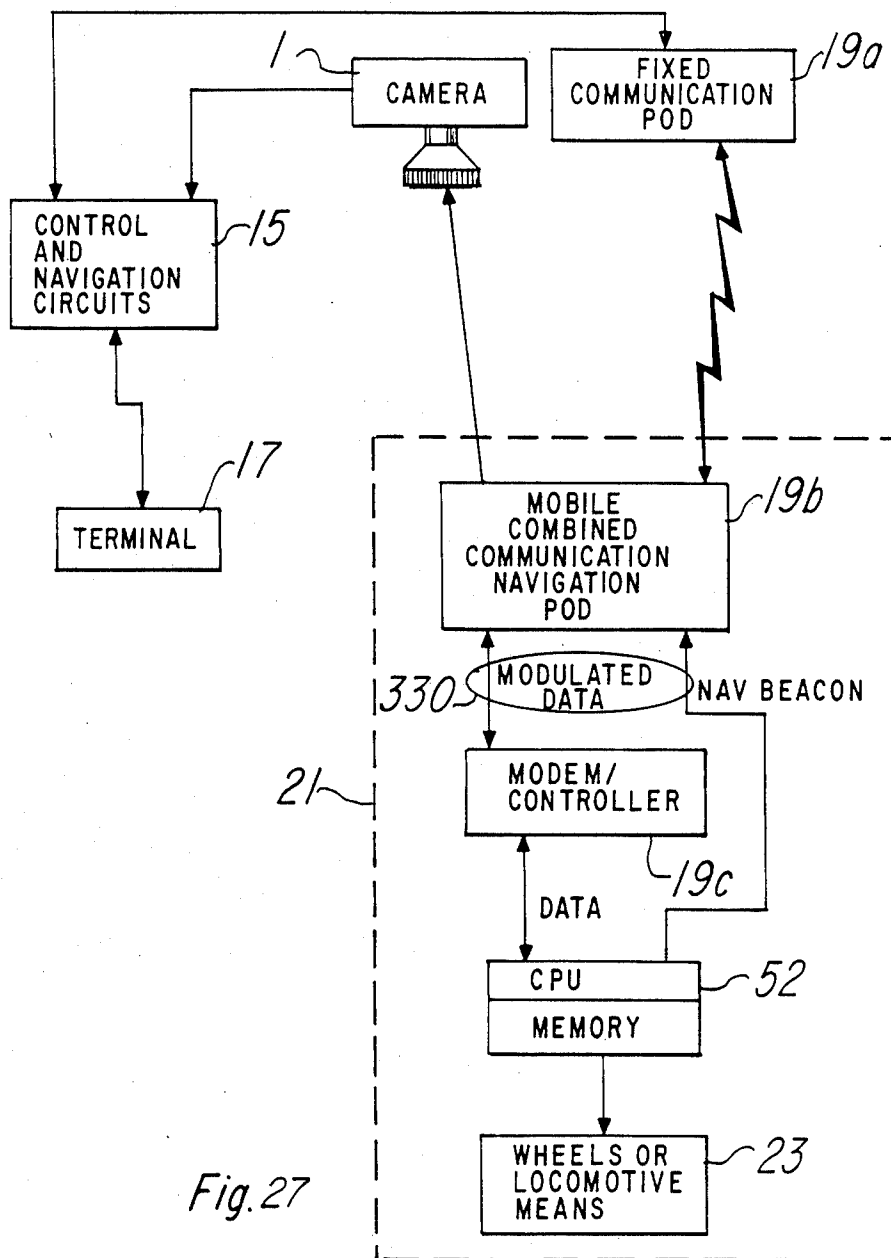 1
CAMERA
FIXED
COMMUNICATION
POD
19a
CONTROL
AND
NAVIGATION
CIRCUITS
15
17
TERMINAL
MOBILE
COMBINED
COMMUNICATION
NAVIGATION
POD
19b
330
MODULATED
DATA
NAV BEACON
21
MODEM/
CONTROLLER
19c
DATA
CPU
52
MEMORY
WHEELS OR
LOCOMOTIVE
MEANS
23
Fig. 27